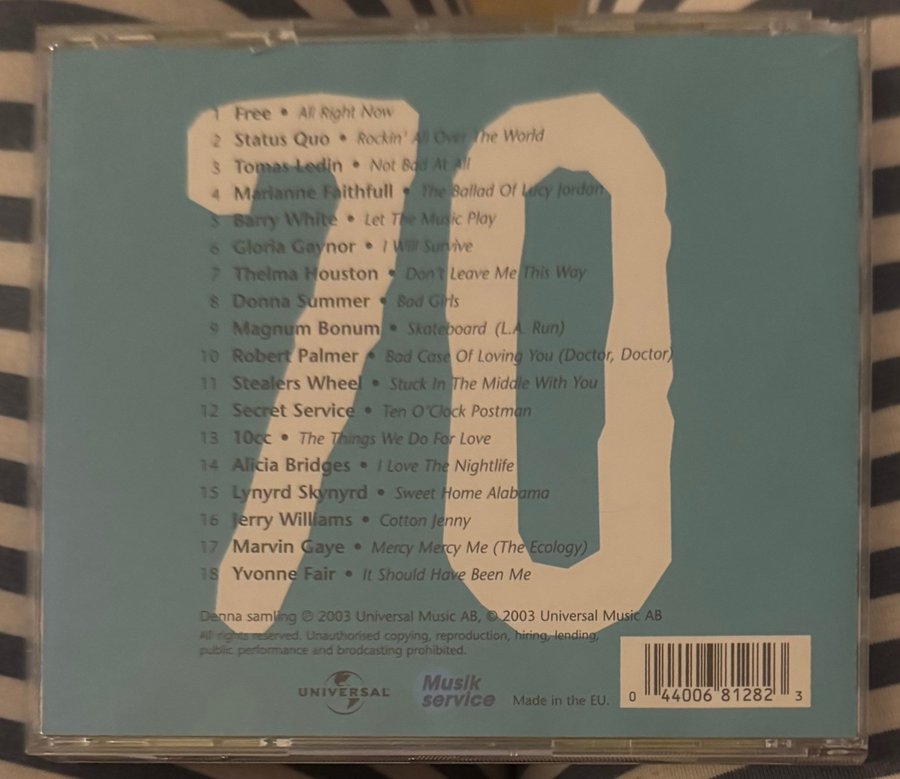 70
1 Free • All Right Now
2 Status Quo • Rockin' All Over The World
3 Tomas Ledin • Not Bad At All
4 Marianne Faithfull • The Ballad Of Lucy Jordan
5 Barry White • Let The Music Play
6 Gloria Gaynor • I Will Survive
7 Thelma Houston • Don't Leave Me This Way
8 Donna Summer • Bad Girls
9 Magnum Bonum • Skateboard (L.A. Run)
10 Robert Palmer • Bad Case Of Loving You (Doctor, Doctor)
11 Stealers Wheel • Stuck In The Middle With You
12 Secret Service • Ten O'Clock Postman
13 10cc • The Things We Do For Love
14 Alicia Bridges • I Love The Nightlife
15 Lynyrd Skynyrd • Sweet Home Alabama
16 Jerry Williams • Cotton Jenny
17 Marvin Gaye • Mercy Mercy Me (The Ecology)
18 Yvonne Fair • It Should Have Been Me
Denna samling ℗ 2003 Universal Music AB, © 2003 Universal Music AB
All rights reserved. Unauthorised copying, reproduction, hiring, lending,
public performance and brodcasting prohibited.
UNIVERSAL
Musik
service
Made in the EU.
0 44006 81282 3